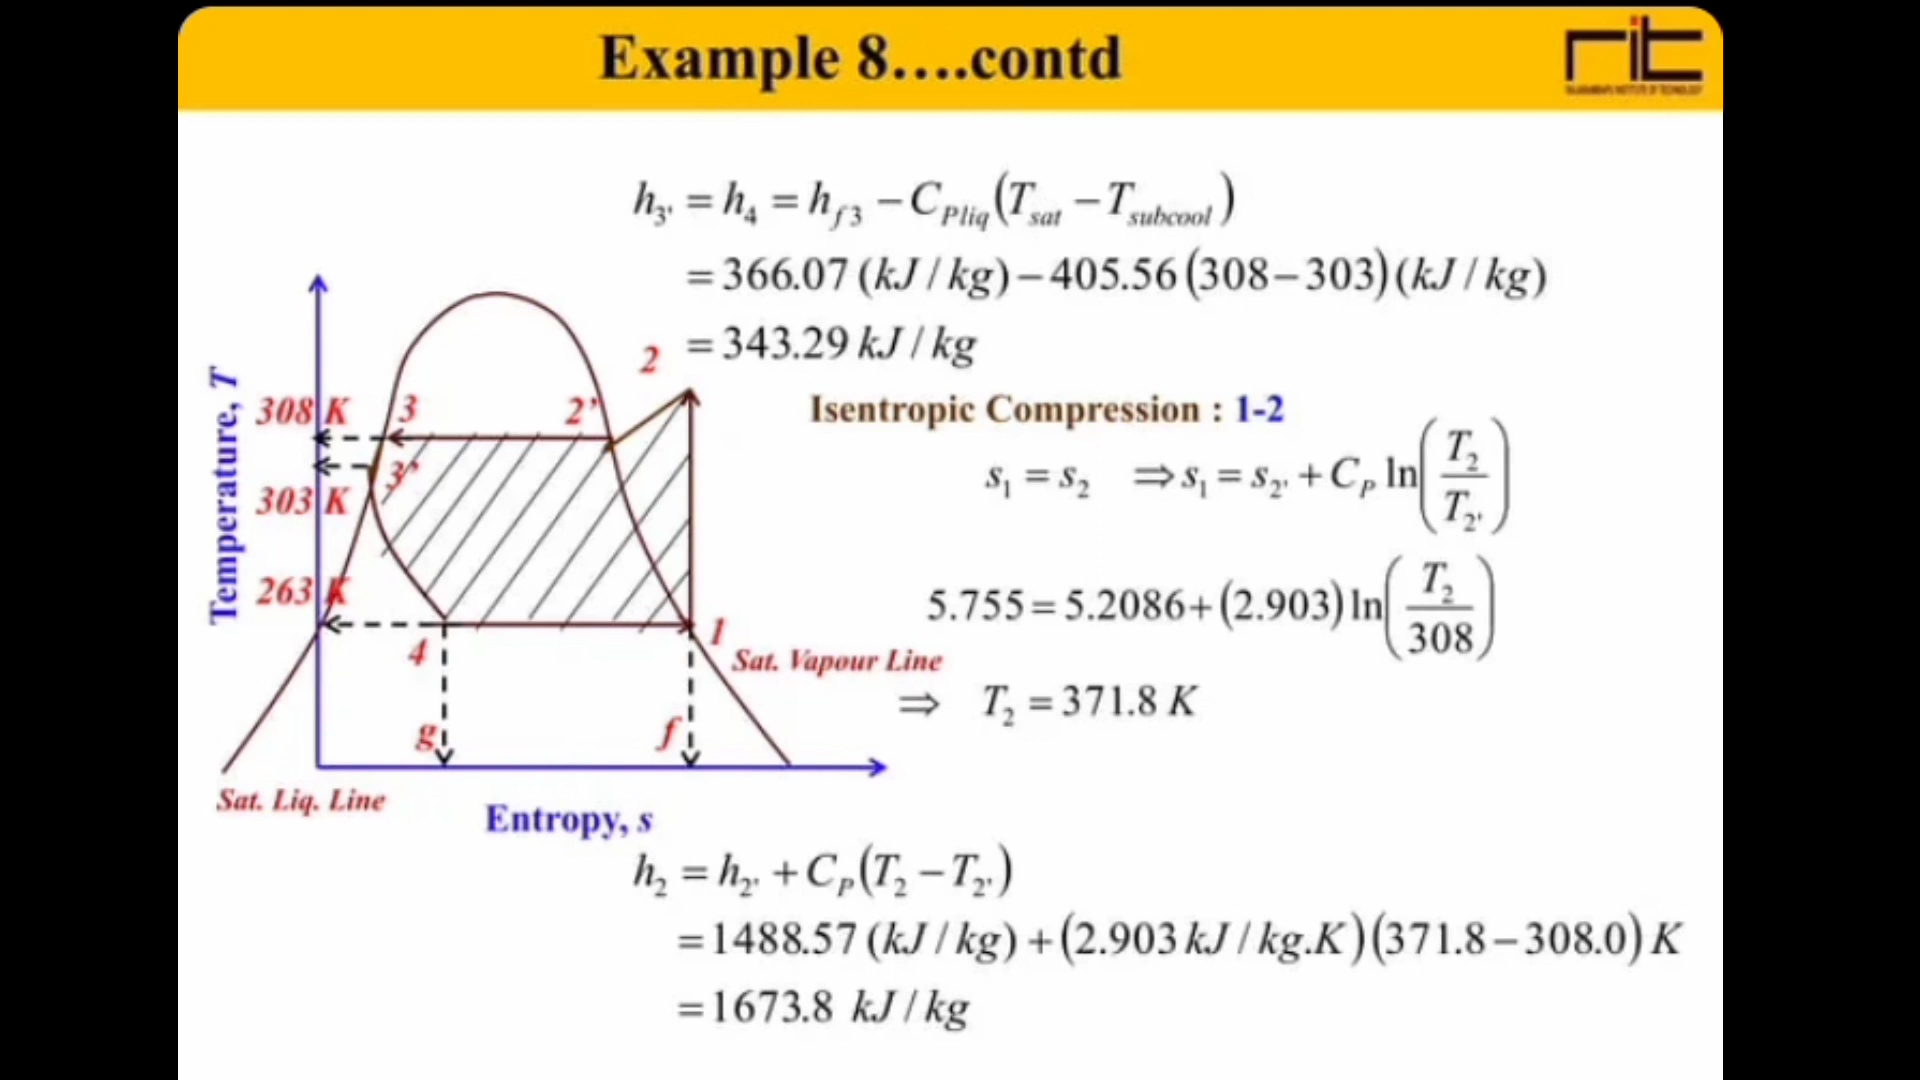 Example 8....contd
rit
h3' = h4 = hf3 − CPliq(Tsat − Tsubcool)
= 366.07 (kJ / kg) − 405.56 (308 − 303) (kJ / kg)
= 343.29 kJ / kg
Isentropic Compression : 1-2
s1 = s2 ⇒ s1 = s2' + CP ln(T2 / T2')
5.755 = 5.2086 + (2.903) ln(T2 / 308)
⇒ T2 = 371.8 K
Temperature, T
308 K
303 K
263 K
3
2'
2
3'
4
1
g
f
Sat. Vapour Line
Sat. Liq. Line
Entropy, s
h2 = h2' + CP(T2 − T2')
= 1488.57 (kJ / kg) + (2.903 kJ / kg.K)(371.8 − 308.0) K
= 1673.8 kJ / kg